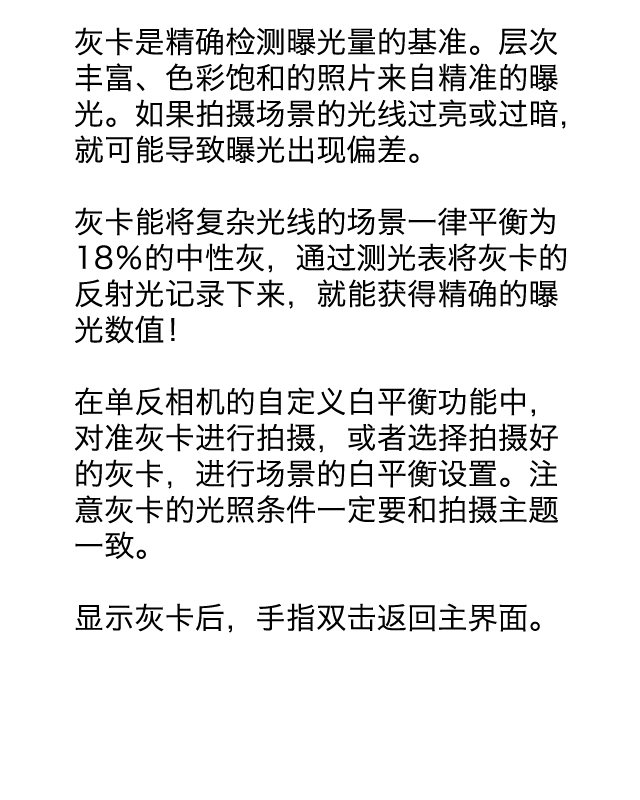 灰卡是精确检测曝光量的基准。层次
丰富、色彩饱和的照片来自精准的曝
光。如果拍摄场景的光线过亮或过暗，
就可能导致曝光出现偏差。
灰卡能将复杂光线的场景一律平衡为
18%的中性灰，通过测光表将灰卡的
反射光记录下来，就能获得精确的曝
光数值！
在单反相机的自定义白平衡功能中，
对准灰卡进行拍摄，或者选择拍摄好
的灰卡，进行场景的白平衡设置。注
意灰卡的光照条件一定要和拍摄主题
一致。
显示灰卡后，手指双击返回主界面。